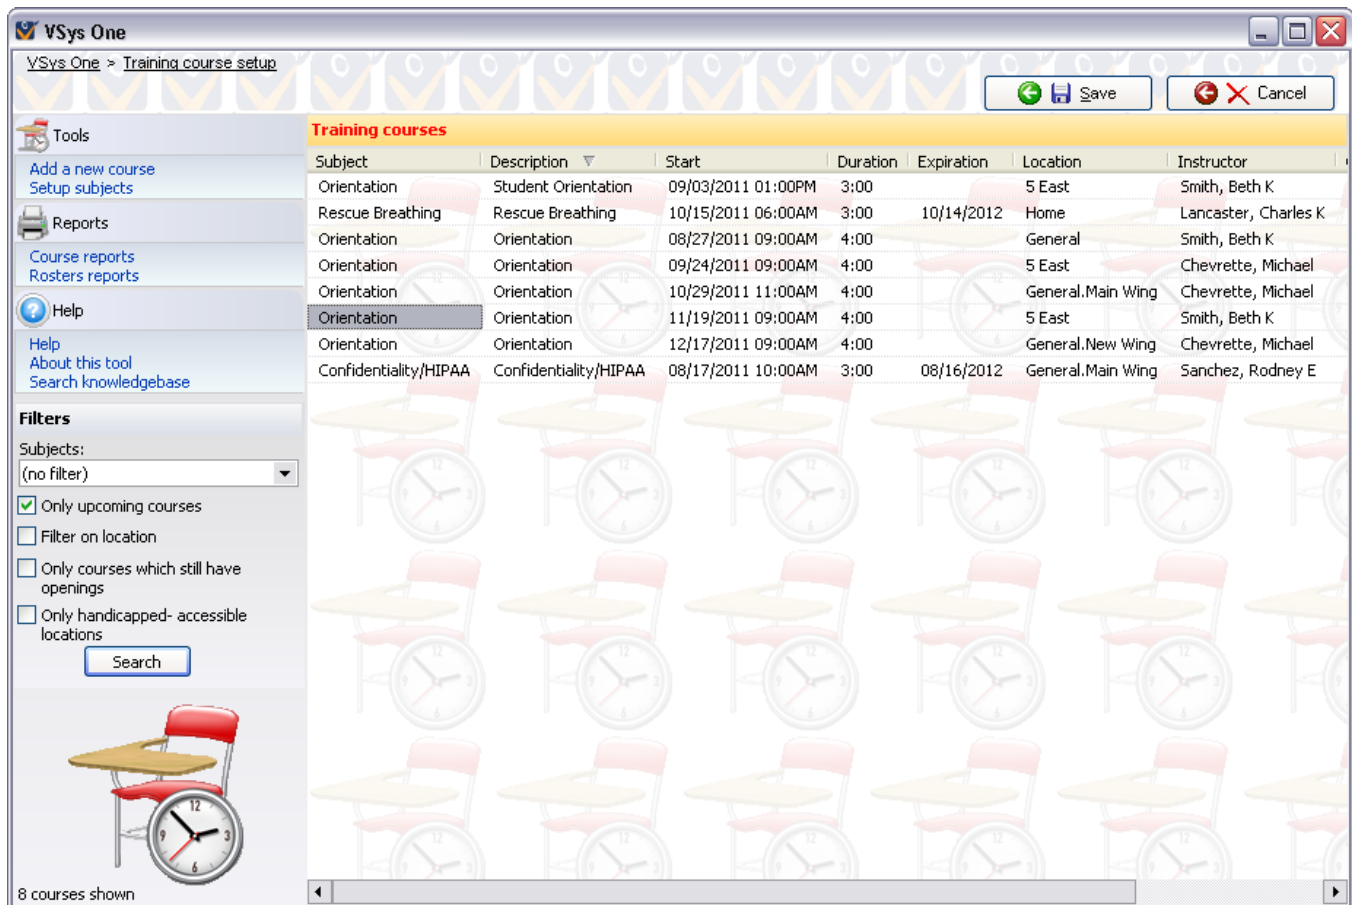 VSys One
VSys One > Training course setup
Save Cancel
Tools
Add a new course
Setup subjects
Reports
Course reports
Rosters reports
Help
Help
About this tool
Search knowledgebase
Filters
Subjects:
(no filter)
Only upcoming courses
Filter on location
Only courses which still have
openings
Only handicapped- accessible
locations
Search
12
3
6
9
8 courses shown
Training courses
Subject Description Start Duration Expiration Location Instructor
Orientation Student Orientation 09/03/2011 01:00PM 3:00 5 East Smith, Beth K
Rescue Breathing Rescue Breathing 10/15/2011 06:00AM 3:00 10/14/2012 Home Lancaster, Charles K
Orientation Orientation 08/27/2011 09:00AM 4:00 General Smith, Beth K
Orientation Orientation 09/24/2011 09:00AM 4:00 5 East Chevrette, Michael
Orientation Orientation 10/29/2011 11:00AM 4:00 General.Main Wing Chevrette, Michael
Orientation Orientation 11/19/2011 09:00AM 4:00 5 East Smith, Beth K
Orientation Orientation 12/17/2011 09:00AM 4:00 General.New Wing Chevrette, Michael
Confidentiality/HIPAA Confidentiality/HIPAA 08/17/2011 10:00AM 3:00 08/16/2012 General.Main Wing Sanchez, Rodney E